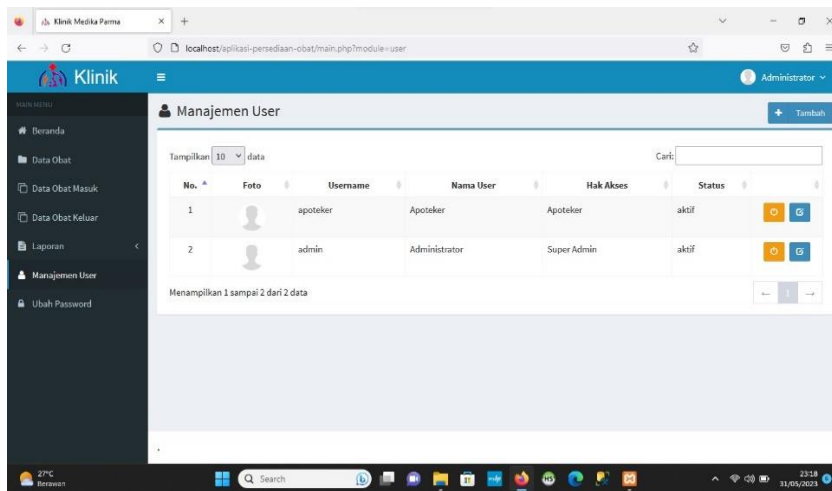 Klinik Medika Parma
localhost/aplikasi-persediaan-obat/main.php?module=user
Klinik
Administrator
MAIN MENU
Beranda
Data Obat
Data Obat Masuk
Data Obat Keluar
Laporan
Manajemen User
Ubah Password
Manajemen User
Tambah
Tampilkan 10 data
Cari:
No. Foto Username Nama User Hak Akses Status
1 apoteker Apoteker Apoteker aktif
2 admin Administrator Super Admin aktif
Menampilkan 1 sampai 2 dari 2 data
1
27°C
Berawan
Search
23:18
31/05/2023